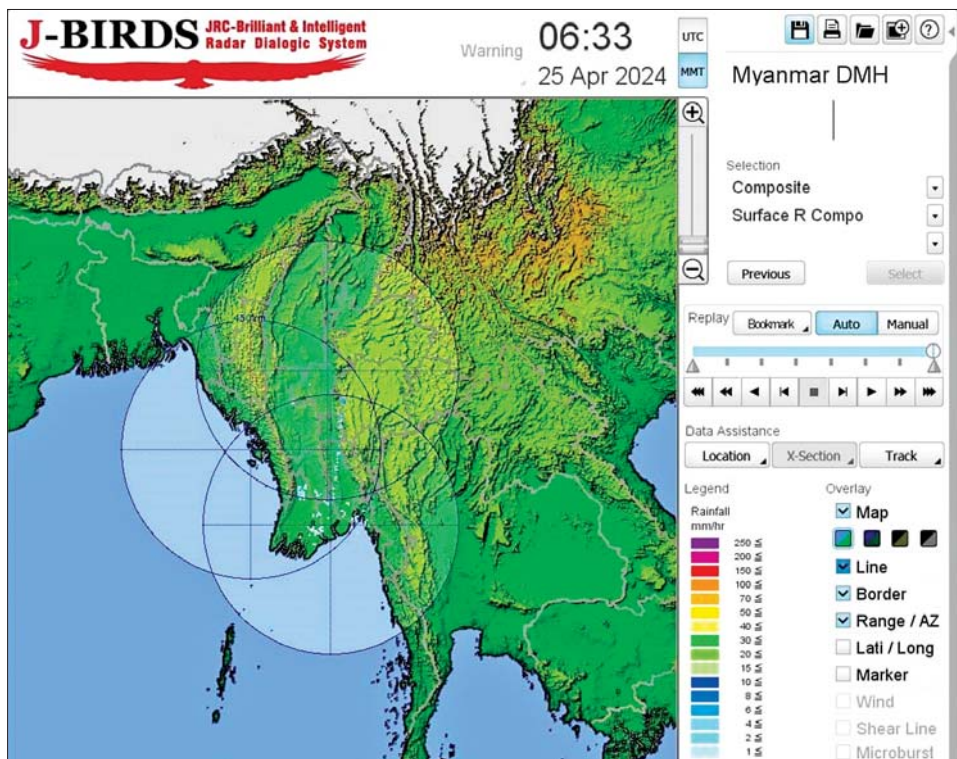 J-BIRDS JRC-Brilliant & Intelligent
Radar Dialogic System
Warning
06:33
25 Apr 2024
UTC
MMT
Myanmar DMH
Selection
Composite
Surface R Compo
Previous
Select
Replay
Bookmark
Auto
Manual
Data Assistance
Location
X-Section
Track
Legend
Overlay
Rainfall
mm/hr
250 ≤
200 ≤
150 ≤
100 ≤
70 ≤
50 ≤
40 ≤
30 ≤
20 ≤
15 ≤
10 ≤
8 ≤
6 ≤
4 ≤
2 ≤
1 ≤
Map
Line
Border
Range / AZ
Lati / Long
Marker
Wind
Shear Line
Microburst